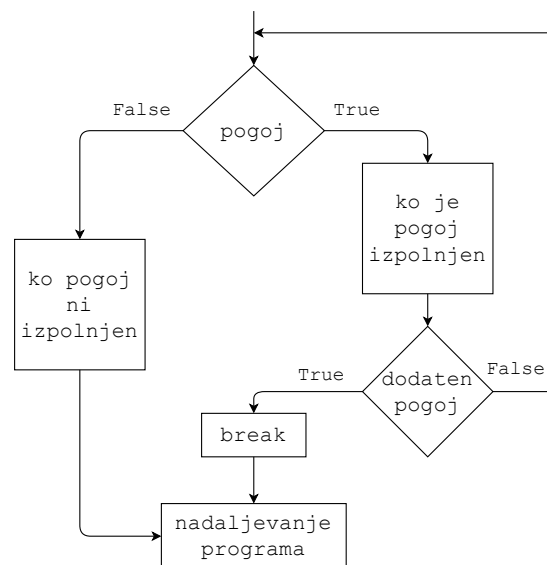 False
True
pogoj
ko je
pogoj
izpolnjen
ko pogoj
ni
izpolnjen
True
dodaten
pogoj
False
break
nadaljevanje
programa